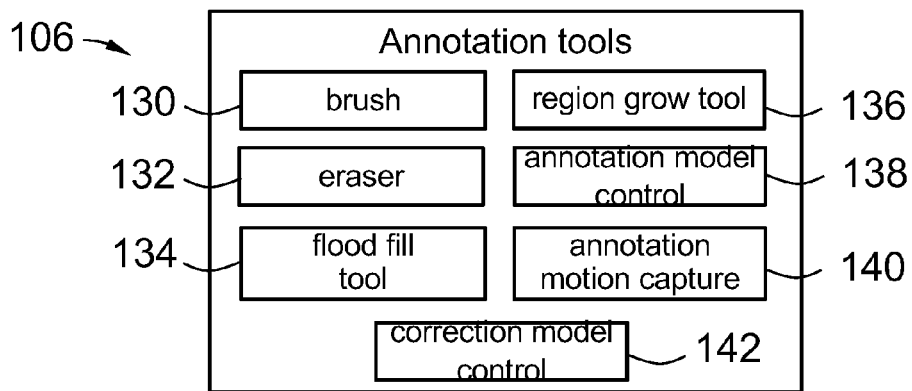 106
Annotation tools
130
brush
region grow tool
136
132
eraser
annotation model
control
138
134
flood fill
tool
annotation
motion capture
140
correction model
control
142